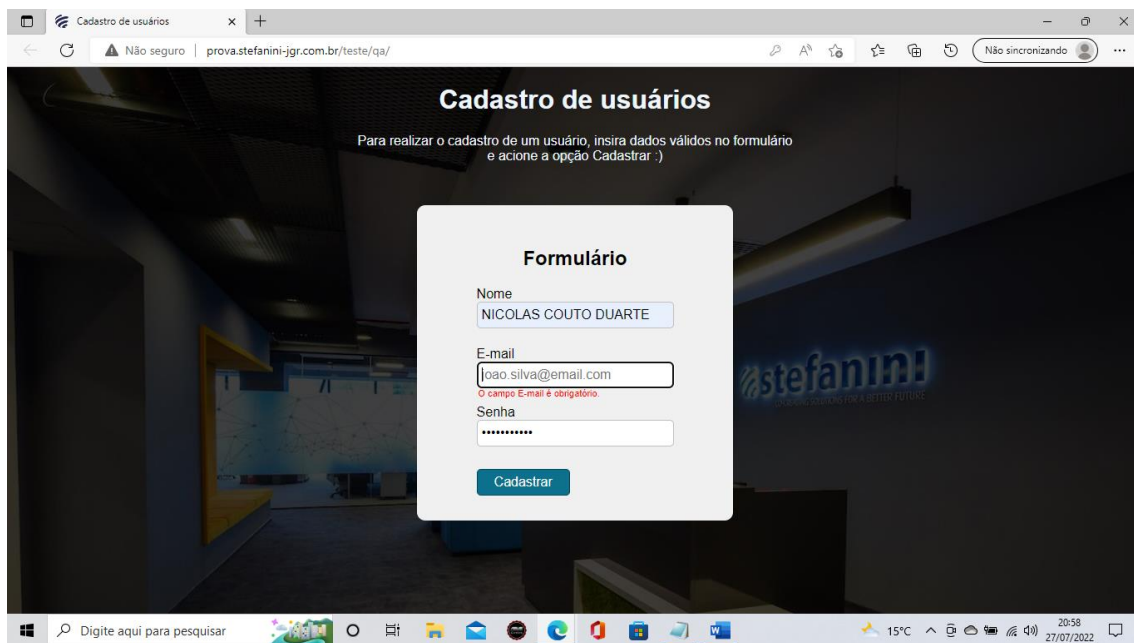 Cadastro de usuários
Não seguro | prova.stefanini-jgr.com.br/teste/qa/
Não sincronizando
Cadastro de usuários
Para realizar o cadastro de um usuário, insira dados válidos no formulário
e acione a opção Cadastrar :)
Formulário
Nome
NICOLAS COUTO DUARTE
E-mail
joao.silva@email.com
O campo E-mail é obrigatório.
Senha
•••••••••••
Cadastrar
stefanini
Digite aqui para pesquisar
15°C
20:58
27/07/2022